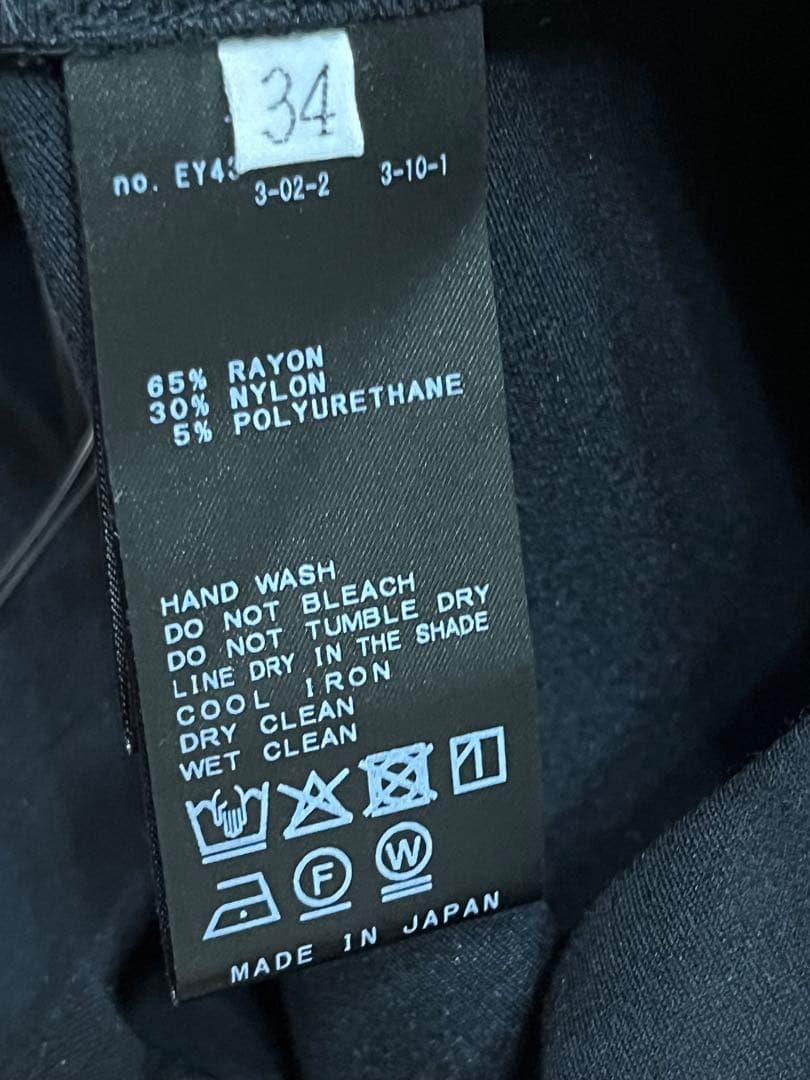 34
no. EY43
3-02-2 3-10-1
65% RAYON
30% NYLON
5% POLYURETHANE
HAND WASH
DO NOT BLEACH
DO NOT TUMBLE DRY
LINE DRY IN THE SHADE
COOL IRON
DRY CLEAN
WET CLEAN
F W
MADE IN JAPAN